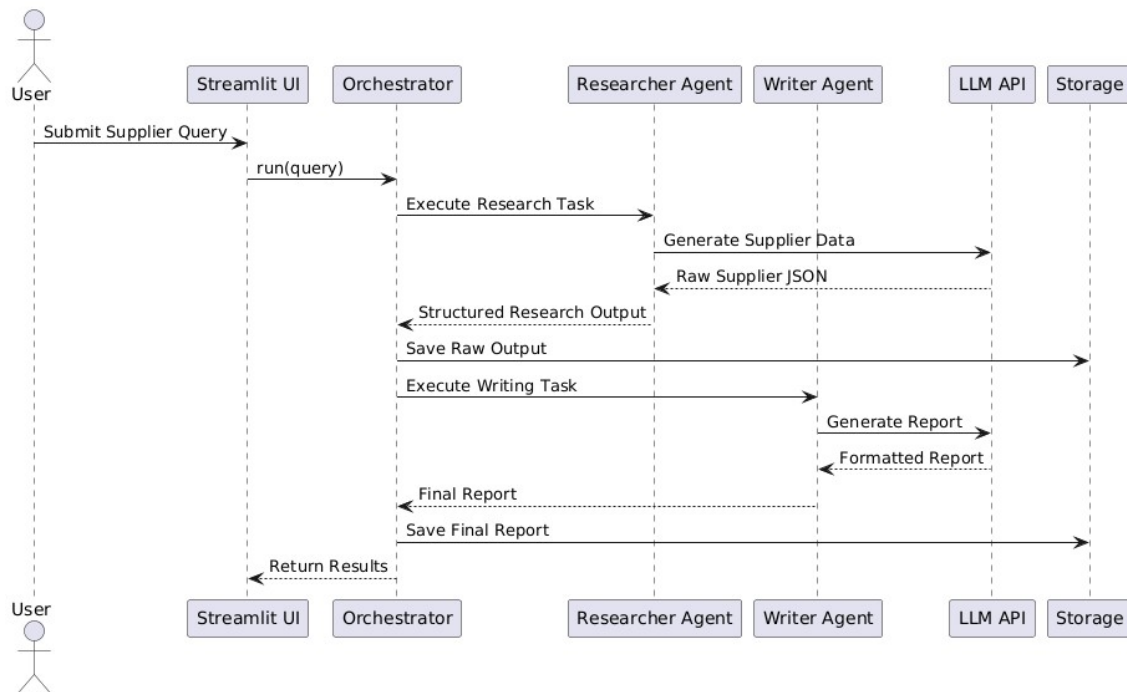 User
Streamlit UI
Orchestrator
Researcher Agent
Writer Agent
LLM API
Storage
Submit Supplier Query
run(query)
Execute Research Task
Generate Supplier Data
Raw Supplier JSON
Structured Research Output
Save Raw Output
Execute Writing Task
Generate Report
Formatted Report
Final Report
Save Final Report
Return Results
User
Streamlit UI
Orchestrator
Researcher Agent
Writer Agent
LLM API
Storage